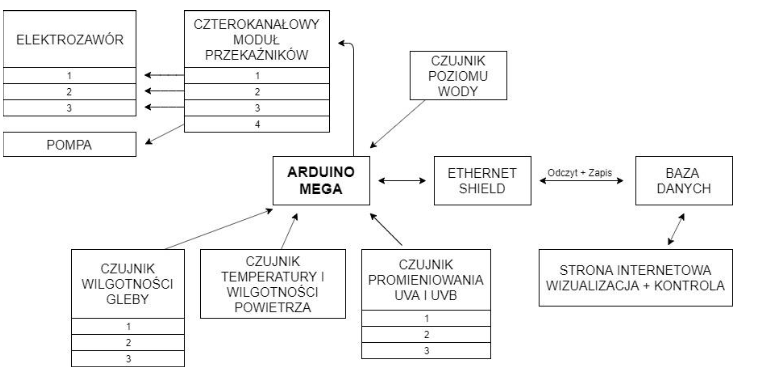 ELEKTROZAWÓR
1
2
3
POMPA
CZTEROKANAŁOWY
MODUŁ
PRZEKAŹNIKÓW
1
2
3
4
CZUJNIK
POZIOMU
WODY
ARDUINO
MEGA
ETHERNET
SHIELD
Odczyt + Zapis
BAZA
DANYCH
CZUJNIK
WILGOTNOŚCI
GLEBY
1
2
3
CZUJNIK
TEMPERATURY I
WILGOTNOŚCI
POWIETRZA
CZUJNIK
PROMIENIOWANIA
UVA I UVB
1
2
3
STRONA INTERNETOWA
WIZUALIZACJA + KONTROLA